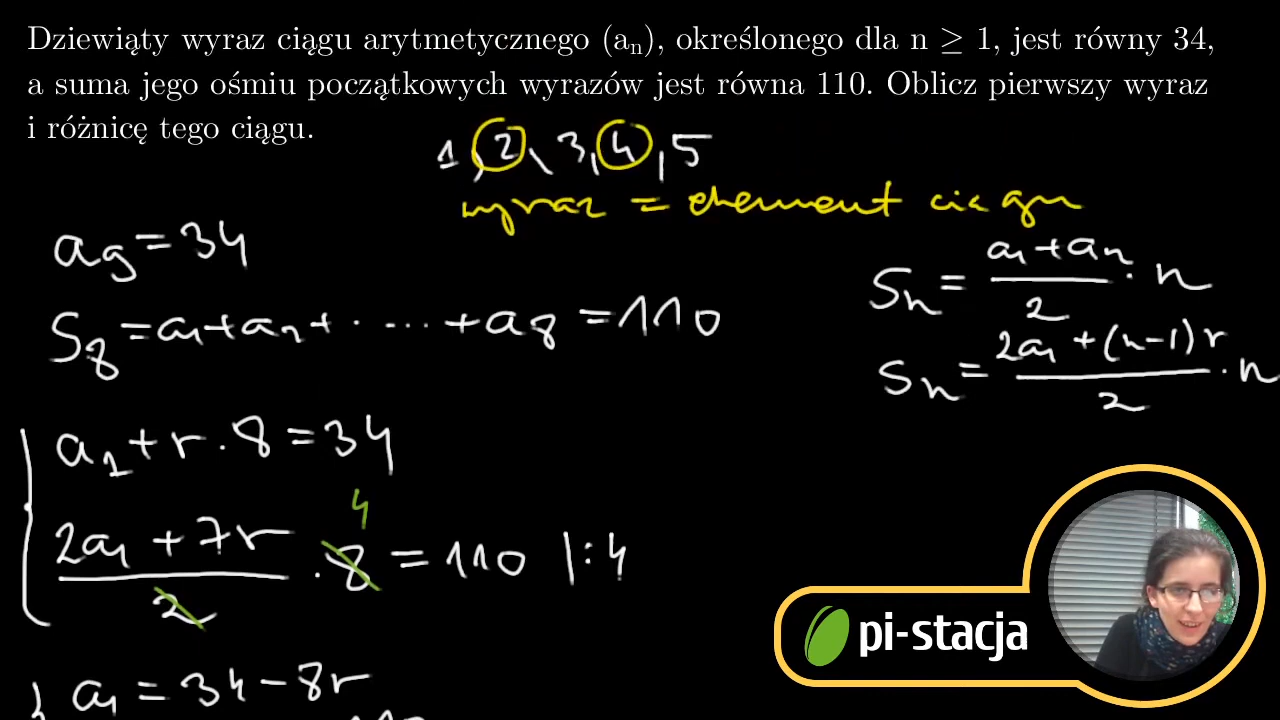 Dziewiąty wyraz ciągu arytmetycznego (aₙ), określonego dla n ≥ 1, jest równy 34,
a suma jego ośmiu początkowych wyrazów jest równa 110. Oblicz pierwszy wyraz
i różnicę tego ciągu.
1, 2, 3, 4, 5
wyraz = element ciągu
a₉ = 34
S₈ = a₁ + a₂ + · ... + a₈ = 110
Sₙ = (a₁ + aₙ)/2 · n
Sₙ = (2a₁ + (n-1)r)/2 · n
a₁ + r · 8 = 34
4
(2a₁ + 7r)/2 · 8 = 110 |:4
a₁ = 34 - 8r
pi-stacja